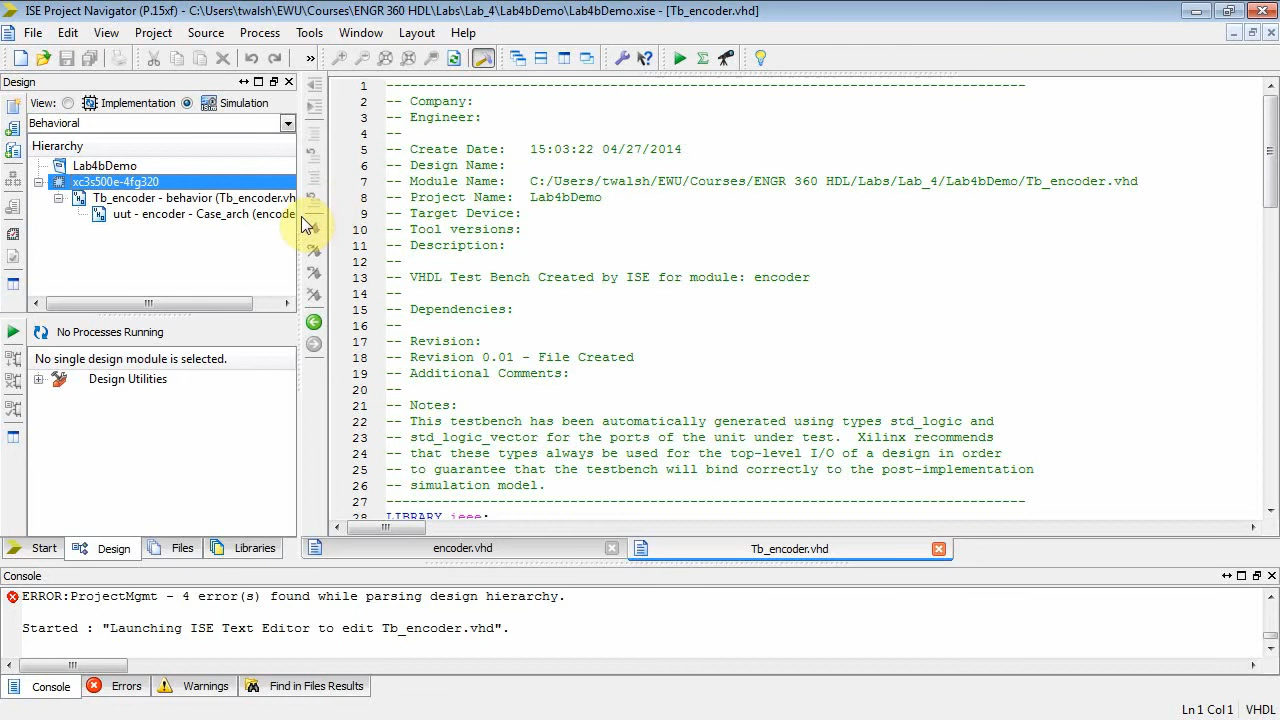 ISE Project Navigator (P.15xf) - C:\Users\twalsh\EWU\Courses\ENGR 360 HDL\Labs\Lab_4\Lab4bDemo\Lab4bDemo.xise - [Tb_encoder.vhd]
File Edit View Project Source Process Tools Window Layout Help
Design
View: Implementation Simulation
Behavioral
Hierarchy
Lab4bDemo
xc3s500e-4fg320
Tb_encoder - behavior (Tb_encoder.vh
uut - encoder - Case_arch (encode
No Processes Running
No single design module is selected.
Design Utilities
Start Design Files Libraries
1 --------------------------------------------------------------------------------
2 -- Company:
3 -- Engineer:
4 --
5 -- Create Date: 15:03:22 04/27/2014
6 -- Design Name:
7 -- Module Name: C:/Users/twalsh/EWU/Courses/ENGR 360 HDL/Labs/Lab_4/Lab4bDemo/Tb_encoder.vhd
8 -- Project Name: Lab4bDemo
9 -- Target Device:
10 -- Tool versions:
11 -- Description:
12 --
13 -- VHDL Test Bench Created by ISE for module: encoder
14 --
15 -- Dependencies:
16 --
17 -- Revision:
18 -- Revision 0.01 - File Created
19 -- Additional Comments:
20 --
21 -- Notes:
22 -- This testbench has been automatically generated using types std_logic and
23 -- std_logic_vector for the ports of the unit under test. Xilinx recommends
24 -- that these types always be used for the top-level I/O of a design in order
25 -- to guarantee that the testbench will bind correctly to the post-implementation
26 -- simulation model.
27 --------------------------------------------------------------------------------
28 LIBRARY ieee;
encoder.vhd Tb_encoder.vhd
Console
ERROR:ProjectMgmt - 4 error(s) found while parsing design hierarchy.
Started : "Launching ISE Text Editor to edit Tb_encoder.vhd".
Console Errors Warnings Find in Files Results
Ln 1 Col 1 VHDL